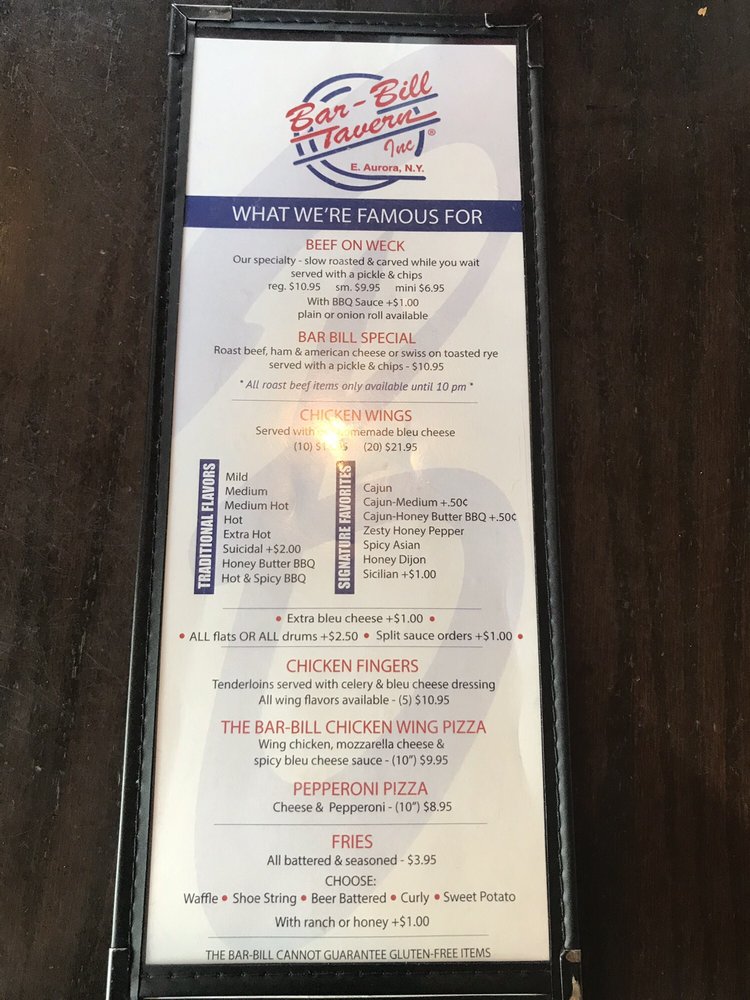 Bar-Bill
Tavern
Inc ®
E. Aurora, N.Y.
WHAT WE'RE FAMOUS FOR
BEEF ON WECK
Our specialty - slow roasted & carved while you wait
served with a pickle & chips
reg. $10.95 sm. $9.95 mini $6.95
With BBQ Sauce +$1.00
plain or onion roll available
BAR BILL SPECIAL
Roast beef, ham & american cheese or swiss on toasted rye
served with a pickle & chips - $10.95
* All roast beef items only available until 10 pm *
CHICKEN WINGS
Served with homemade bleu cheese
(10) (20) $21.95
TRADITIONAL FLAVORS
Mild
Medium
Medium Hot
Hot
Extra Hot
Suicidal +$2.00
Honey Butter BBQ
Hot & Spicy BBQ
SIGNATURE FAVORITES
Cajun
Cajun-Medium +.50¢
Cajun-Honey Butter BBQ +.50¢
Zesty Honey Pepper
Spicy Asian
Honey Dijon
Sicilian +$1.00
• Extra bleu cheese +$1.00 •
• ALL flats OR ALL drums +$2.50 • Split sauce orders +$1.00 •
CHICKEN FINGERS
Tenderloins served with celery & bleu cheese dressing
All wing flavors available - (5) $10.95
THE BAR-BILL CHICKEN WING PIZZA
Wing chicken, mozzarella cheese &
spicy bleu cheese sauce - (10") $9.95
PEPPERONI PIZZA
Cheese & Pepperoni - (10") $8.95
FRIES
All battered & seasoned - $3.95
CHOOSE:
Waffle • Shoe String • Beer Battered • Curly • Sweet Potato
With ranch or honey +$1.00
THE BAR-BILL CANNOT GUARANTEE GLUTEN-FREE ITEMS